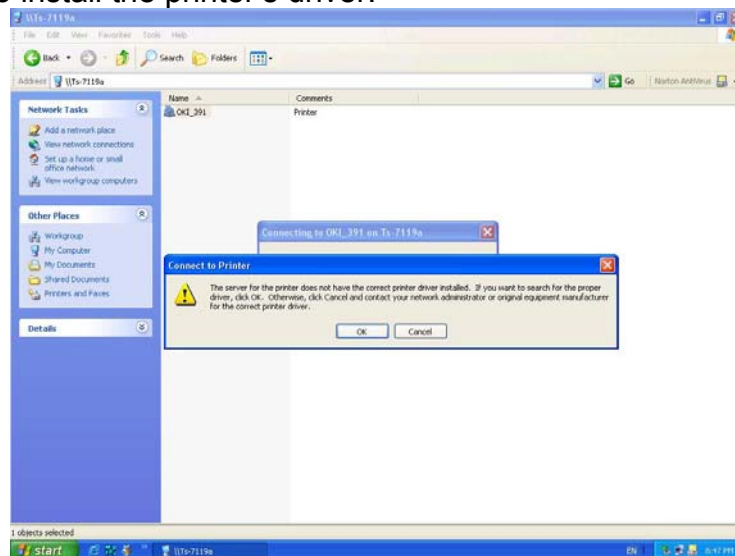 install the printer's driver.
\\Ts-7119a
File Edit View Favorites Tools Help
Back Search Folders
Address \\Ts-7119a Go Norton AntiVirus
Name Comments
OKI_391 Printer
Network Tasks
Add a network place
View network connections
Set up a home or small
office network
View workgroup computers
Other Places
Workgroup
My Computer
My Documents
Shared Documents
Printers and Faxes
Details
Connecting to OKI_391 on Ts-7119a
Connect to Printer
The server for the printer does not have the correct printer driver installed. If you want to search for the proper
driver, click OK. Otherwise, click Cancel and contact your network administrator or original equipment manufacturer
for the correct printer driver.
OK Cancel
1 objects selected
start \\Ts-7119a EN 6:47 PM